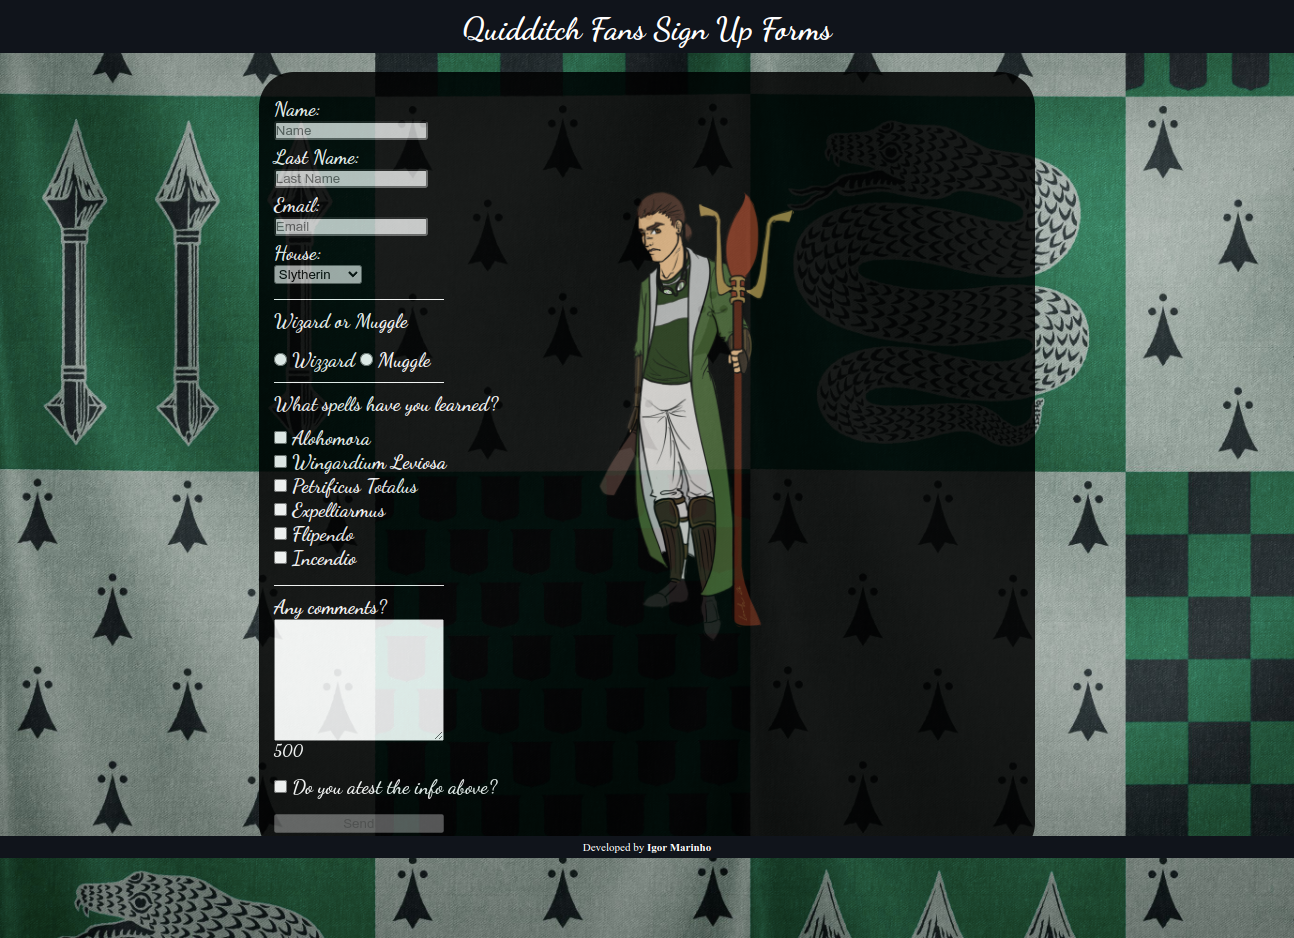 Quidditch Fans Sign Up Forms
Name:
Name
Last Name:
Last Name
Email:
Email
House:
Slytherin
Wizard or Muggle
Wizzard Muggle
What spells have you learned?
Alohomora
Wingardium Leviosa
Petrificus Totalus
Expelliarmus
Flipendo
Incendio
Any comments?
500
Do you atest the info above?
Send
Developed by Igor Marinho